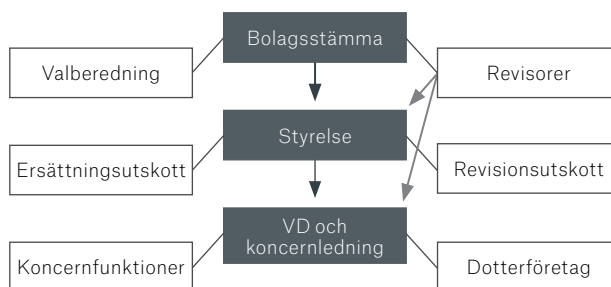 Bolagsstämma
Valberedning
Revisorer
Styrelse
Ersättningsutskott
Revisionsutskott
VD och
koncernledning
Koncernfunktioner
Dotterföretag